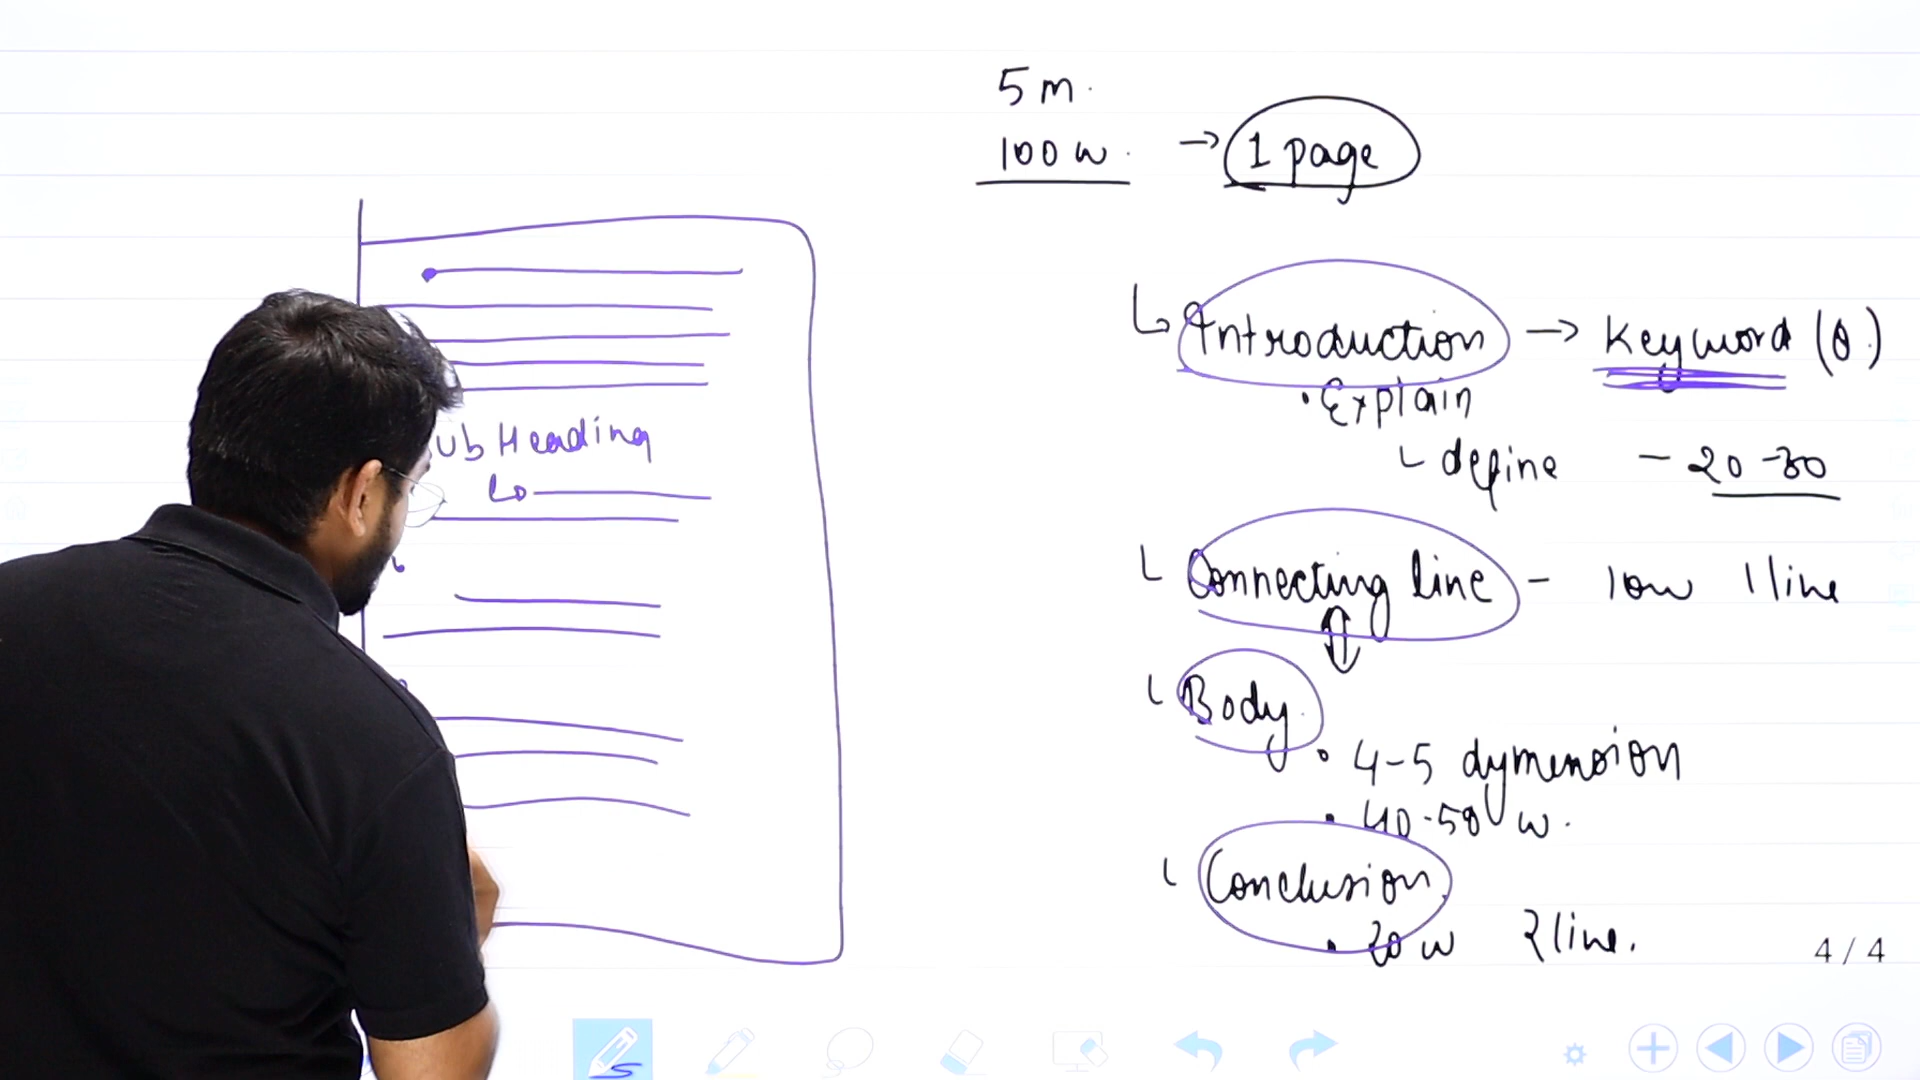 5 m.
100 w. → 1 page
Introduction → Keyword (Q.)
• Explain
define - 20-30
Connecting line - 10w 1 line
Body.
• 4-5 dymension
• 40-50 w.
Conclusion
• 20 w 2 line.
ub Heading
4 / 4